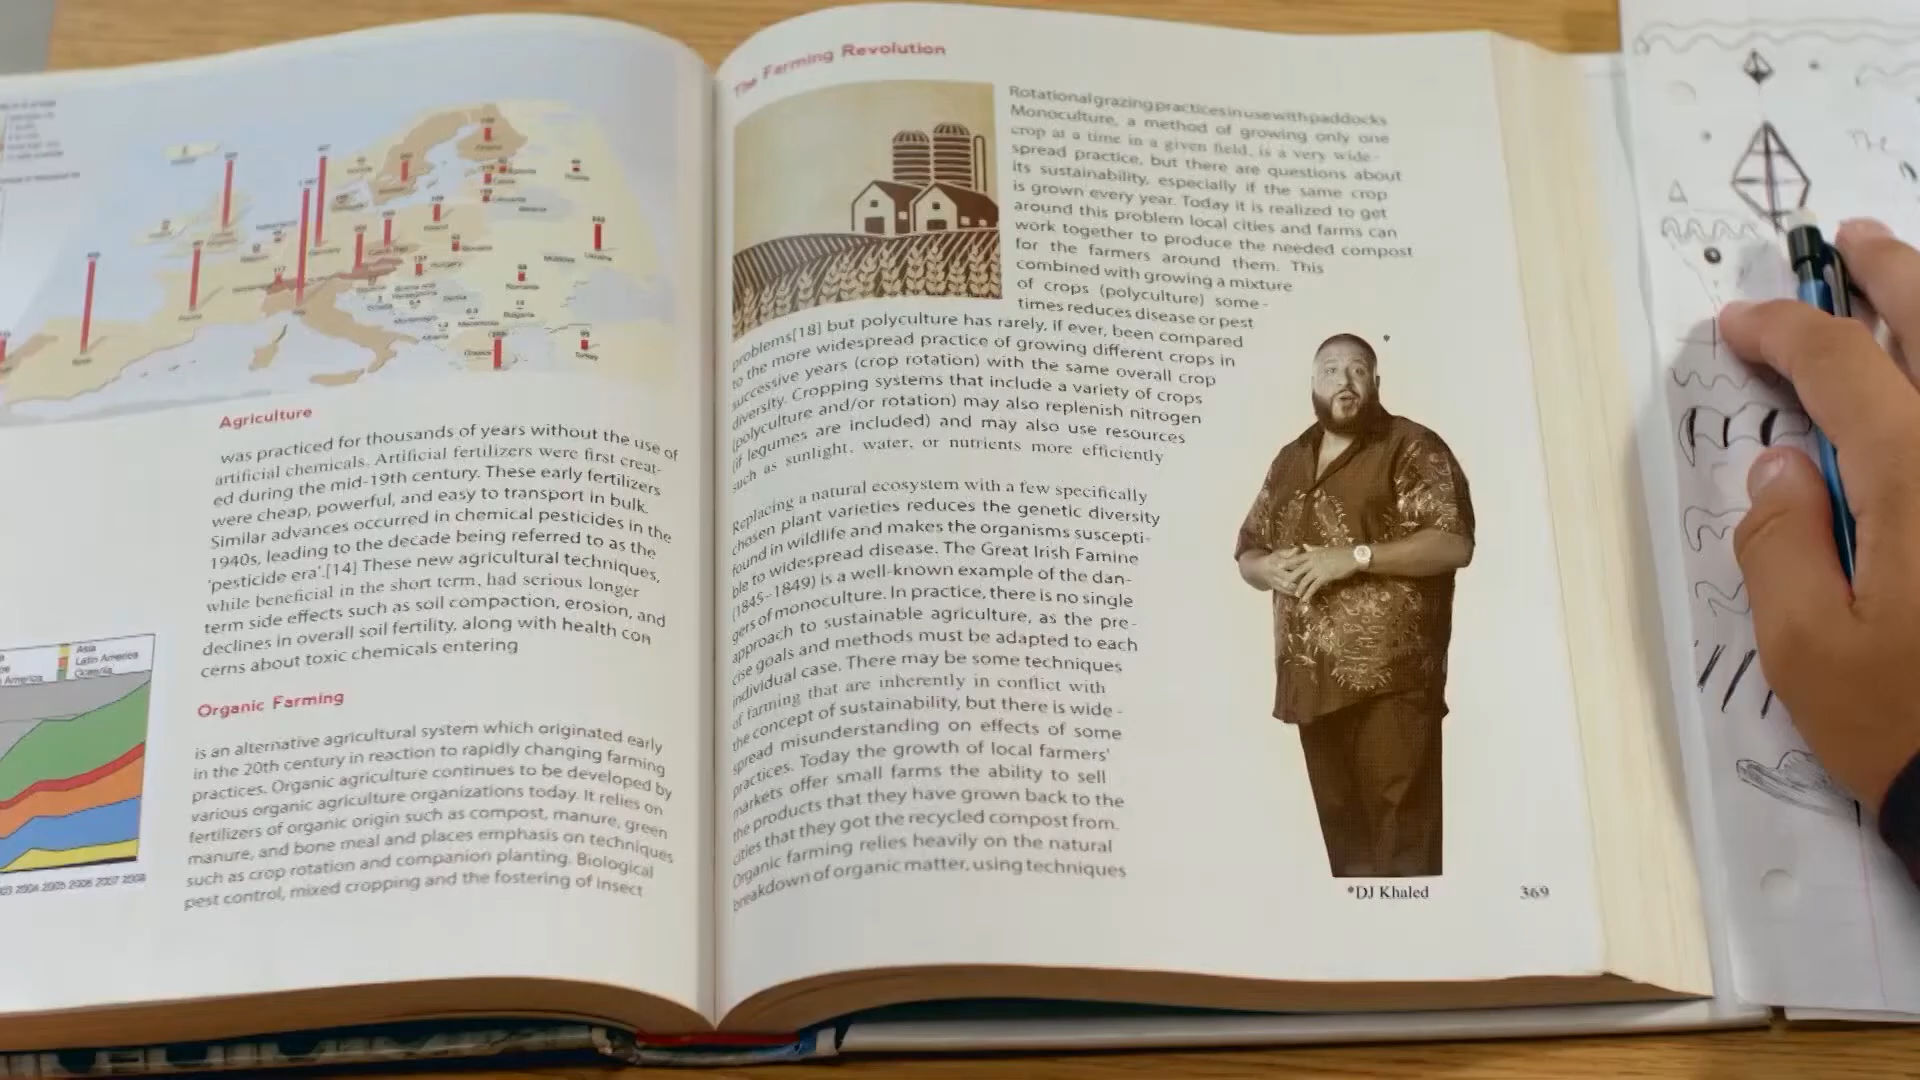 Agriculture
was practiced for thousands of years without the use of
artificial chemicals. Artificial fertilizers were first creat-
ed during the mid-19th century. These early fertilizers
were cheap, powerful, and easy to transport in bulk.
Similar advances occurred in chemical pesticides in the
1940s, leading to the decade being referred to as the
'pesticide era'.[14] These new agricultural techniques,
while beneficial in the short term, had serious longer
term side effects such as soil compaction, erosion, and
declines in overall soil fertility, along with health con
cerns about toxic chemicals entering
Asia
Latin America
America
Oceania
2004 2005 2006 2007 2008
Organic Farming
is an alternative agricultural system which originated early
in the 20th century in reaction to rapidly changing farming
practices. Organic agriculture continues to be developed by
various organic agriculture organizations today. It relies on
fertilizers of organic origin such as compost, manure, green
manure, and bone meal and places emphasis on techniques
such as crop rotation and companion planting. Biological
pest control, mixed cropping and the fostering of insect
The Farming Revolution
Rotational grazing practices in use with paddocks
Monoculture, a method of growing only one
crop at a time in a given field, is a very wide-
spread practice, but there are questions about
its sustainability, especially if the same crop
is grown every year. Today it is realized to get
around this problem local cities and farms can
work together to produce the needed compost
for the farmers around them. This
combined with growing a mixture
of crops (polyculture) some-
times reduces disease or pest
problems[18] but polyculture has rarely, if ever, been compared
to the more widespread practice of growing different crops in
successive years (crop rotation) with the same overall crop
diversity. Cropping systems that include a variety of crops
(polyculture and/or rotation) may also replenish nitrogen
(if legumes are included) and may also use resources
such as sunlight, water, or nutrients more efficiently
Replacing a natural ecosystem with a few specifically
chosen plant varieties reduces the genetic diversity
found in wildlife and makes the organisms suscepti-
ble to widespread disease. The Great Irish Famine
(1845-1849) is a well-known example of the dan-
gers of monoculture. In practice, there is no single
approach to sustainable agriculture, as the pre-
cise goals and methods must be adapted to each
individual case. There may be some techniques
of farming that are inherently in conflict with
the concept of sustainability, but there is wide-
spread misunderstanding on effects of some
practices. Today the growth of local farmers'
markets offer small farms the ability to sell
the products that they have grown back to the
cities that they got the recycled compost from.
Organic farming relies heavily on the natural
breakdown of organic matter, using techniques
*
*DJ Khaled
369
The